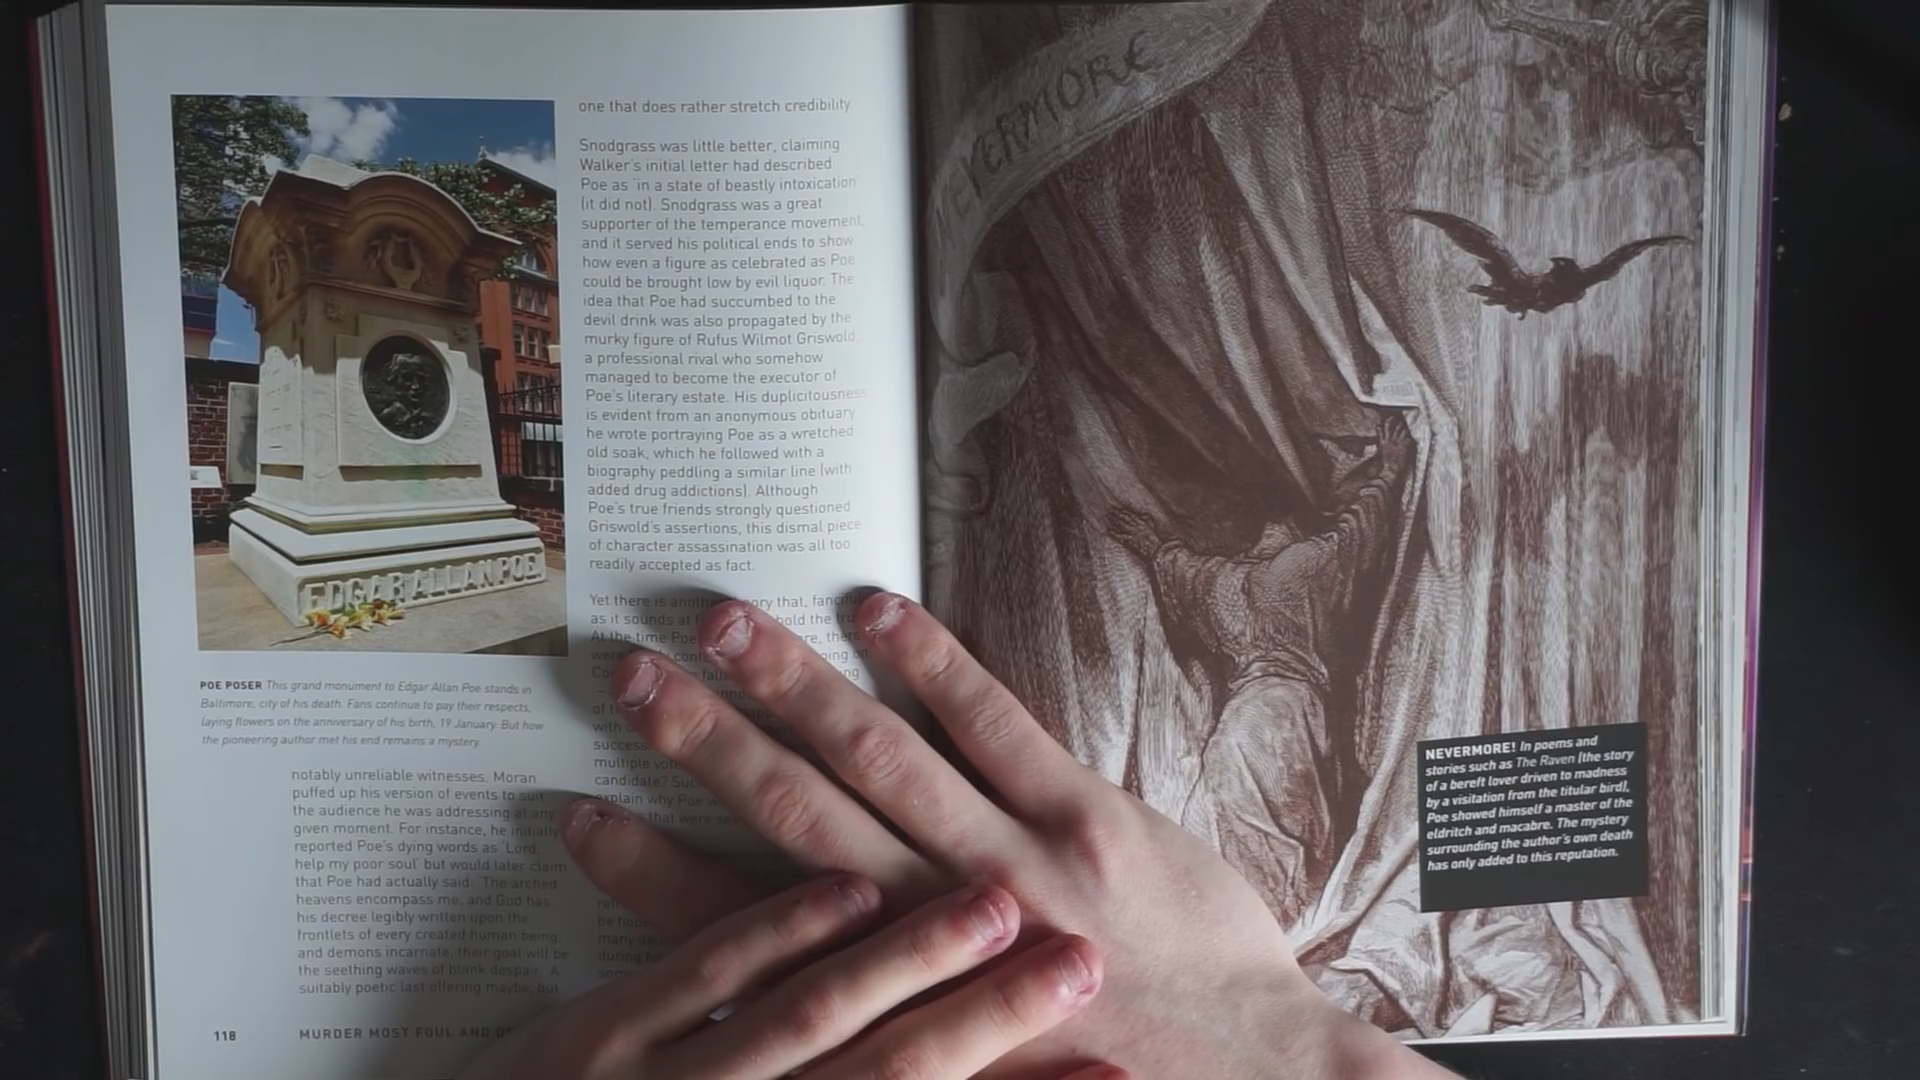 EDGAR ALLAN POE
POE POSER This grand monument to Edgar Allan Poe stands in
Baltimore, city of his death. Fans continue to pay their respects,
laying flowers on the anniversary of his birth, 19 January. But how
the pioneering author met his end remains a mystery.
notably unreliable witnesses. Moran
puffed up his version of events to suit
the audience he was addressing at any
given moment. For instance, he initially
reported Poe's dying words as 'Lord,
help my poor soul' but would later claim
that Poe had actually said: 'The arched
heavens encompass me, and God has
his decree legibly written upon the
frontlets of every created human being,
and demons incarnate, their goal will be
the seething waves of blank despair.' A
suitably poetic last offering maybe, but
118 MURDER MOST FOUL AND
one that does rather stretch credibility.
Snodgrass was little better, claiming
Walker's initial letter had described
Poe as 'in a state of beastly intoxication'
(it did not). Snodgrass was a great
supporter of the temperance movement,
and it served his political ends to show
how even a figure as celebrated as Poe
could be brought low by evil liquor. The
idea that Poe had succumbed to the
devil drink was also propagated by the
murky figure of Rufus Wilmot Griswold,
a professional rival who somehow
managed to become the executor of
Poe's literary estate. His duplicitousness
is evident from an anonymous obituary
he wrote portraying Poe as a wretched
old soak, which he followed with a
biography peddling a similar line (with
added drug addictions). Although
Poe's true friends strongly questioned
Griswold's assertions, this dismal piece
of character assassination was all too
readily accepted as fact.
Yet there is that,
as it sounds at hold the
At the time Poe
with
multiple
candidate?
explain why Poe
that were
be
many
during
NEVERMORE
NEVERMORE! In poems and
stories such as The Raven (the story
of a bereft lover driven to madness
by a visitation from the titular bird),
Poe showed himself a master of the
eldritch and macabre. The mystery
surrounding the author's own death
has only added to this reputation.